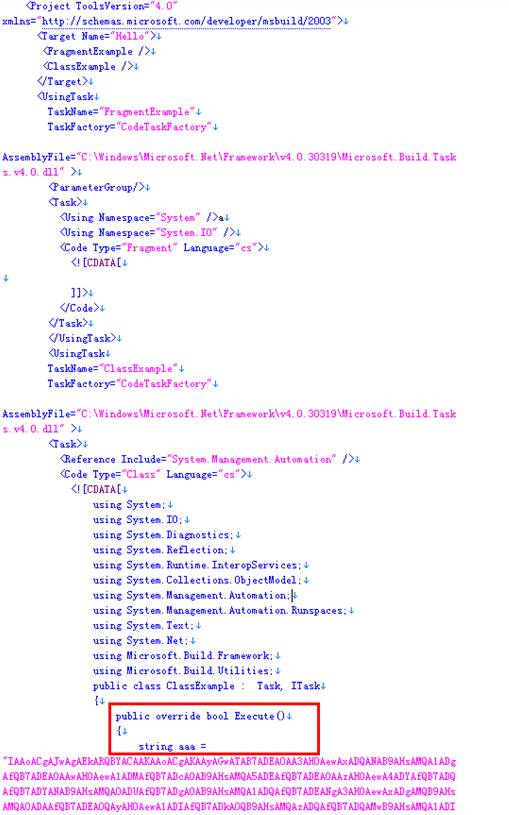 <Project ToolsVersion="4.0"
xmlns="http://schemas.microsoft.com/developer/msbuild/2003">↓
<Target Name="Hello">↓
<FragmentExample />↓
<ClassExample />↓
</Target>↓
<UsingTask↓
TaskName="FragmentExample"↓
TaskFactory="CodeTaskFactory"↓
AssemblyFile="C:\Windows\Microsoft.Net\Framework\v4.0.30319\Microsoft.Build.Task
s.v4.0.dll" >↓
<ParameterGroup/>↓
<Task>↓
<Using Namespace="System" />a
<Using Namespace="System.IO" />↓
<Code Type="Fragment" Language="cs">↓
<![CDATA[↓
↓
]]>↓
</Code>↓
</Task>↓
</UsingTask>↓
<UsingTask↓
TaskName="ClassExample"↓
TaskFactory="CodeTaskFactory"↓
AssemblyFile="C:\Windows\Microsoft.Net\Framework\v4.0.30319\Microsoft.Build.Task
s.v4.0.dll" >↓
<Task>↓
<Reference Include="System.Management.Automation" />↓
<Code Type="Class" Language="cs">↓
<![CDATA[↓
using System;↓
using System.IO;↓
using System.Diagnostics;↓
using System.Reflection;↓
using System.Runtime.InteropServices;↓
using System.Collections.ObjectModel;↓
using System.Management.Automation;↓
using System.Management.Automation.Runspaces;↓
using System.Text;↓
using System.Net;↓
using Microsoft.Build.Framework;↓
using Microsoft.Build.Utilities;↓
public class ClassExample : Task, ITask↓
{↓
public override bool Execute()↓
{↓
string aaa =